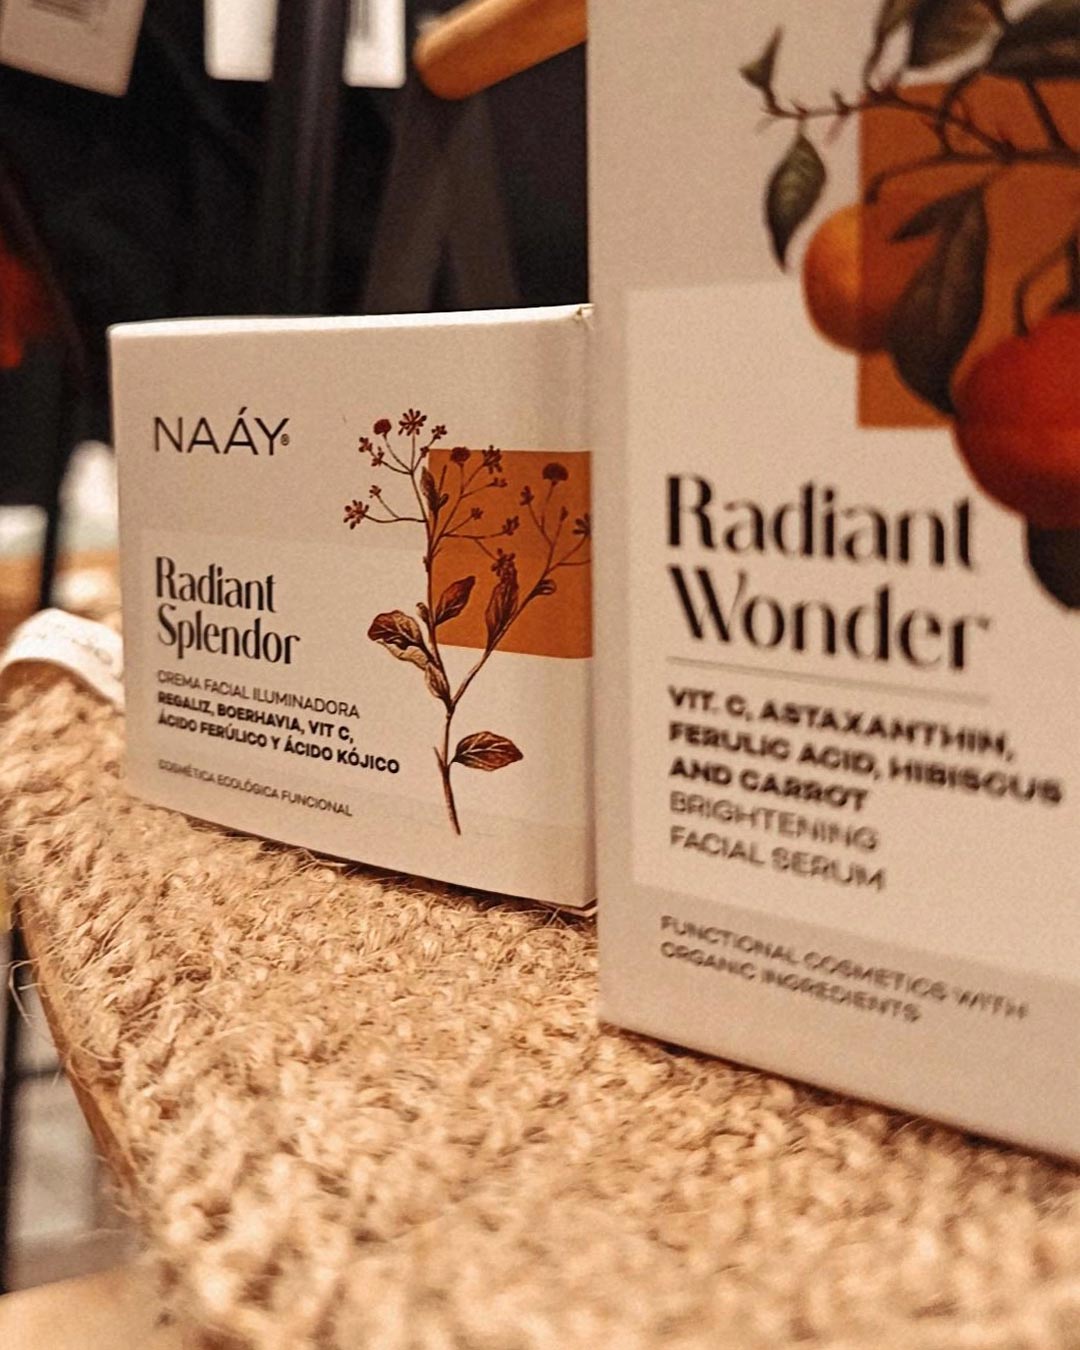 NAÁY®
Radiant
Splendor
CREMA FACIAL ILUMINADORA
REGALIZ, BOERHAVIA, VIT C,
ÁCIDO FERÚLICO Y ÁCIDO KÓJICO
COSMÉTICA ECOLÓGICA FUNCIONAL
Radiant
Wonder
VIT. C, ASTAXANTHIN,
FERULIC ACID, HIBISCUS
AND CARROT
BRIGHTENING
FACIAL SERUM
FUNCTIONAL COSMETICS WITH
ORGANIC INGREDIENTS